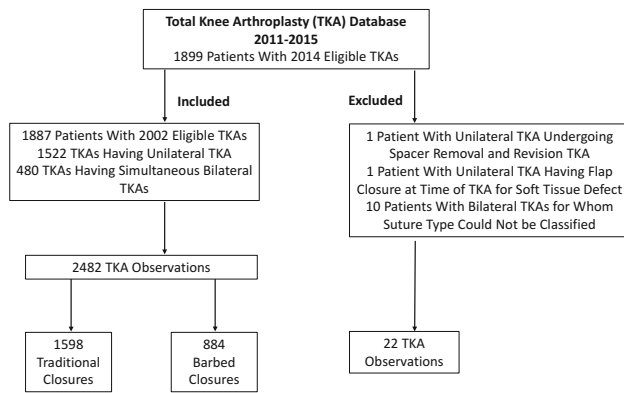 Total Knee Arthroplasty (TKA) Database
2011-2015
1899 Patients With 2014 Eligible TKAs
Included
Excluded
1887 Patients With 2002 Eligible TKAs
1522 TKAs Having Unilateral TKA
480 TKAs Having Simultaneous Bilateral
TKAs
1 Patient With Unilateral TKA Undergoing
Spacer Removal and Revision TKA
1 Patient With Unilateral TKA Having Flap
Closure at Time of TKA for Soft Tissue Defect
10 Patients With Bilateral TKAs for Whom
Suture Type Could Not be Classified
2482 TKA Observations
1598
Traditional
Closures
884
Barbed
Closures
22 TKA
Observations